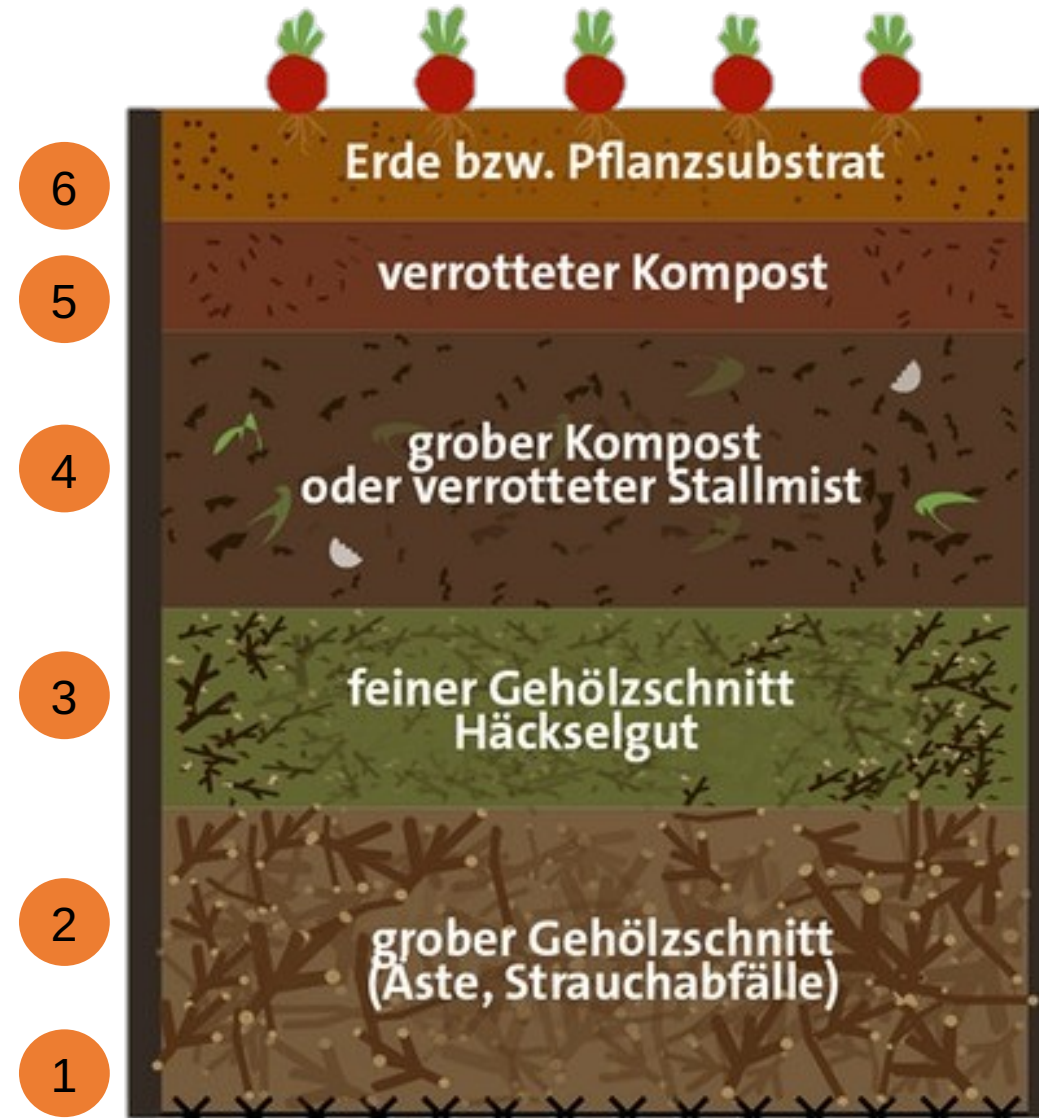 6
Erde bzw. Pflanzsubstrat
5
verrotteter Kompost
4
grober Kompost
oder verrotteter Stallmist
3
feiner Gehölzschnitt
Häckselgut
2
grober Gehölzschnitt
(Äste, Strauchabfälle)
1